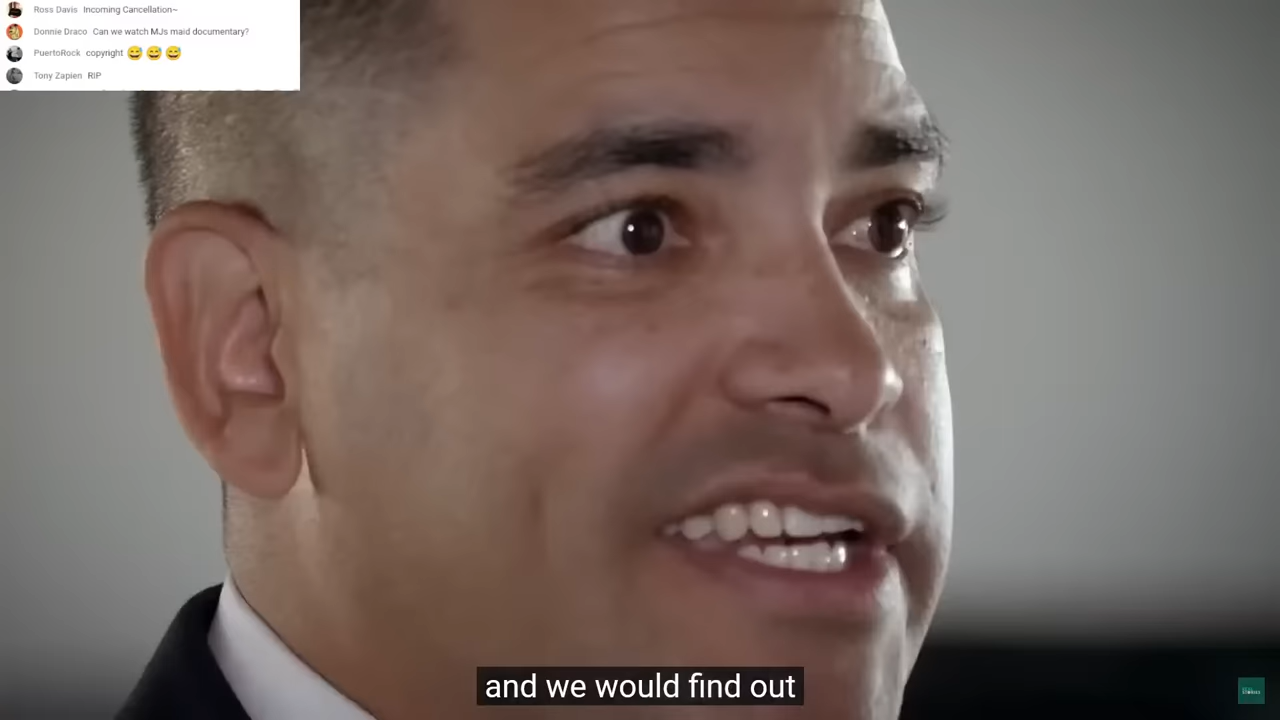 Ross Davis Incoming Cancellation~
Donnie Draco Can we watch MJs maid documentary?
PuertoRock copyright 😅 😅 😅
Tony Zapien RIP
and we would find out